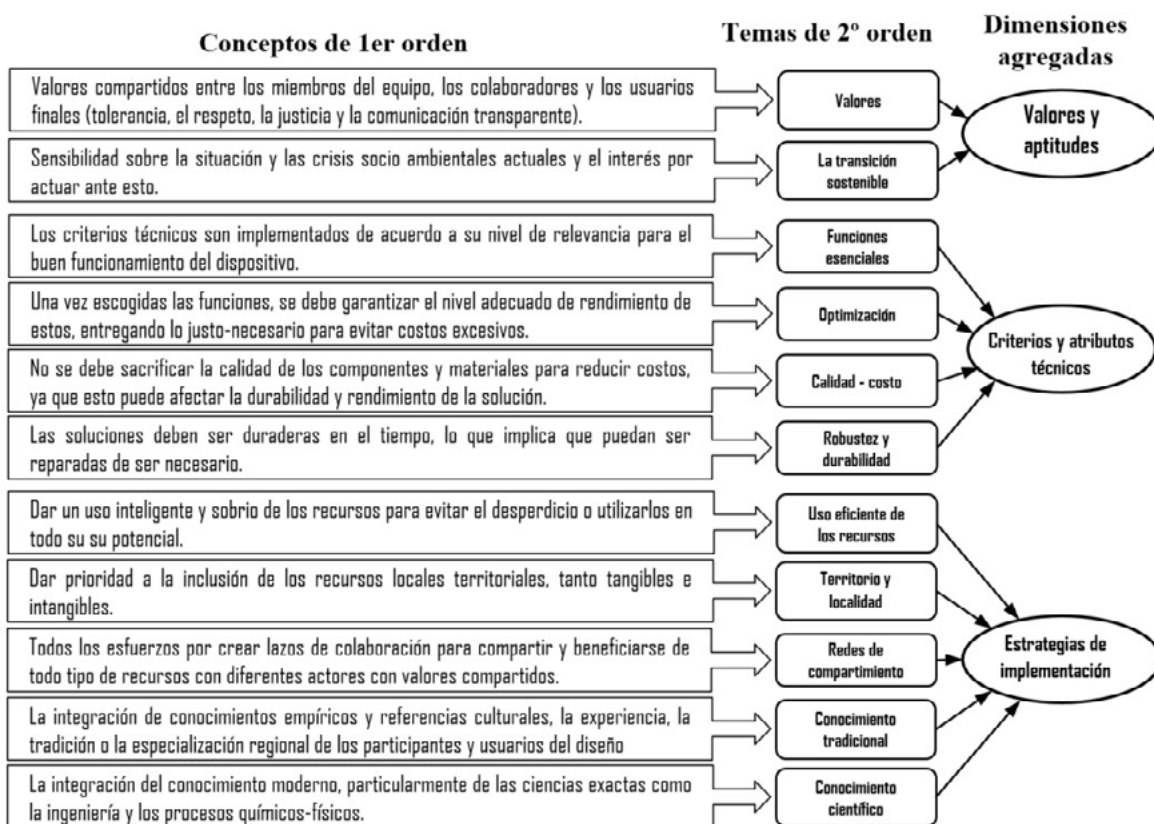 Conceptos de 1er orden
Temas de 2º orden
Dimensiones
agregadas
Valores compartidos entre los miembros del equipo, los colaboradores y los usuarios
finales (tolerancia, el respeto, la justicia y la comunicación transparente).
Valores
Valores y
aptitudes
Sensibilidad sobre la situación y las crisis socio ambientales actuales y el interés por
actuar ante esto.
La transición
sostenible
Los criterios técnicos son implementados de acuerdo a su nivel de relevancia para el
buen funcionamiento del dispositivo.
Funciones
esenciales
Una vez escogidas las funciones, se debe garantizar el nivel adecuado de rendimiento de
estos, entregando lo justo-necesario para evitar costos excesivos.
Optimización
Criterios y atributos
técnicos
No se debe sacrificar la calidad de los componentes y materiales para reducir costos,
ya que esto puede afectar la durabilidad y rendimiento de la solución.
Calidad - costo
Las soluciones deben ser duraderas en el tiempo, lo que implica que puedan ser
reparadas de ser necesario.
Robustez y
durabilidad
Dar un uso inteligente y sobrio de los recursos para evitar el desperdicio o utilizarlos en
todo su su potencial.
Uso eficiente de
los recursos
Dar prioridad a la inclusión de los recursos locales territoriales, tanto tangibles e
intangibles.
Territorio y
localidad
Todos los esfuerzos por crear lazos de colaboración para compartir y beneficiarse de
todo tipo de recursos con diferentes actores con valores compartidos.
Redes de
compartimiento
Estrategias de
implementación
La integración de conocimientos empíricos y referencias culturales, la experiencia, la
tradición o la especialización regional de los participantes y usuarios del diseño
Conocimiento
tradicional
La integración del conocimiento moderno, particularmente de las ciencias exactas como
la ingeniería y los procesos químicos-físicos.
Conocimiento
científico